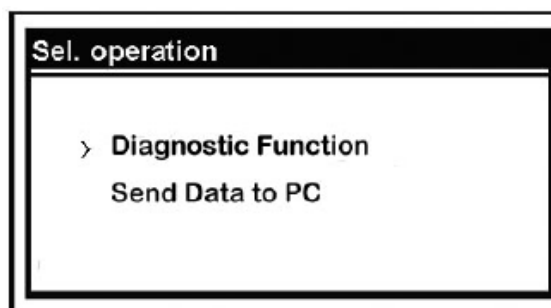 Sel. operation
> Diagnostic Function
Send Data to PC